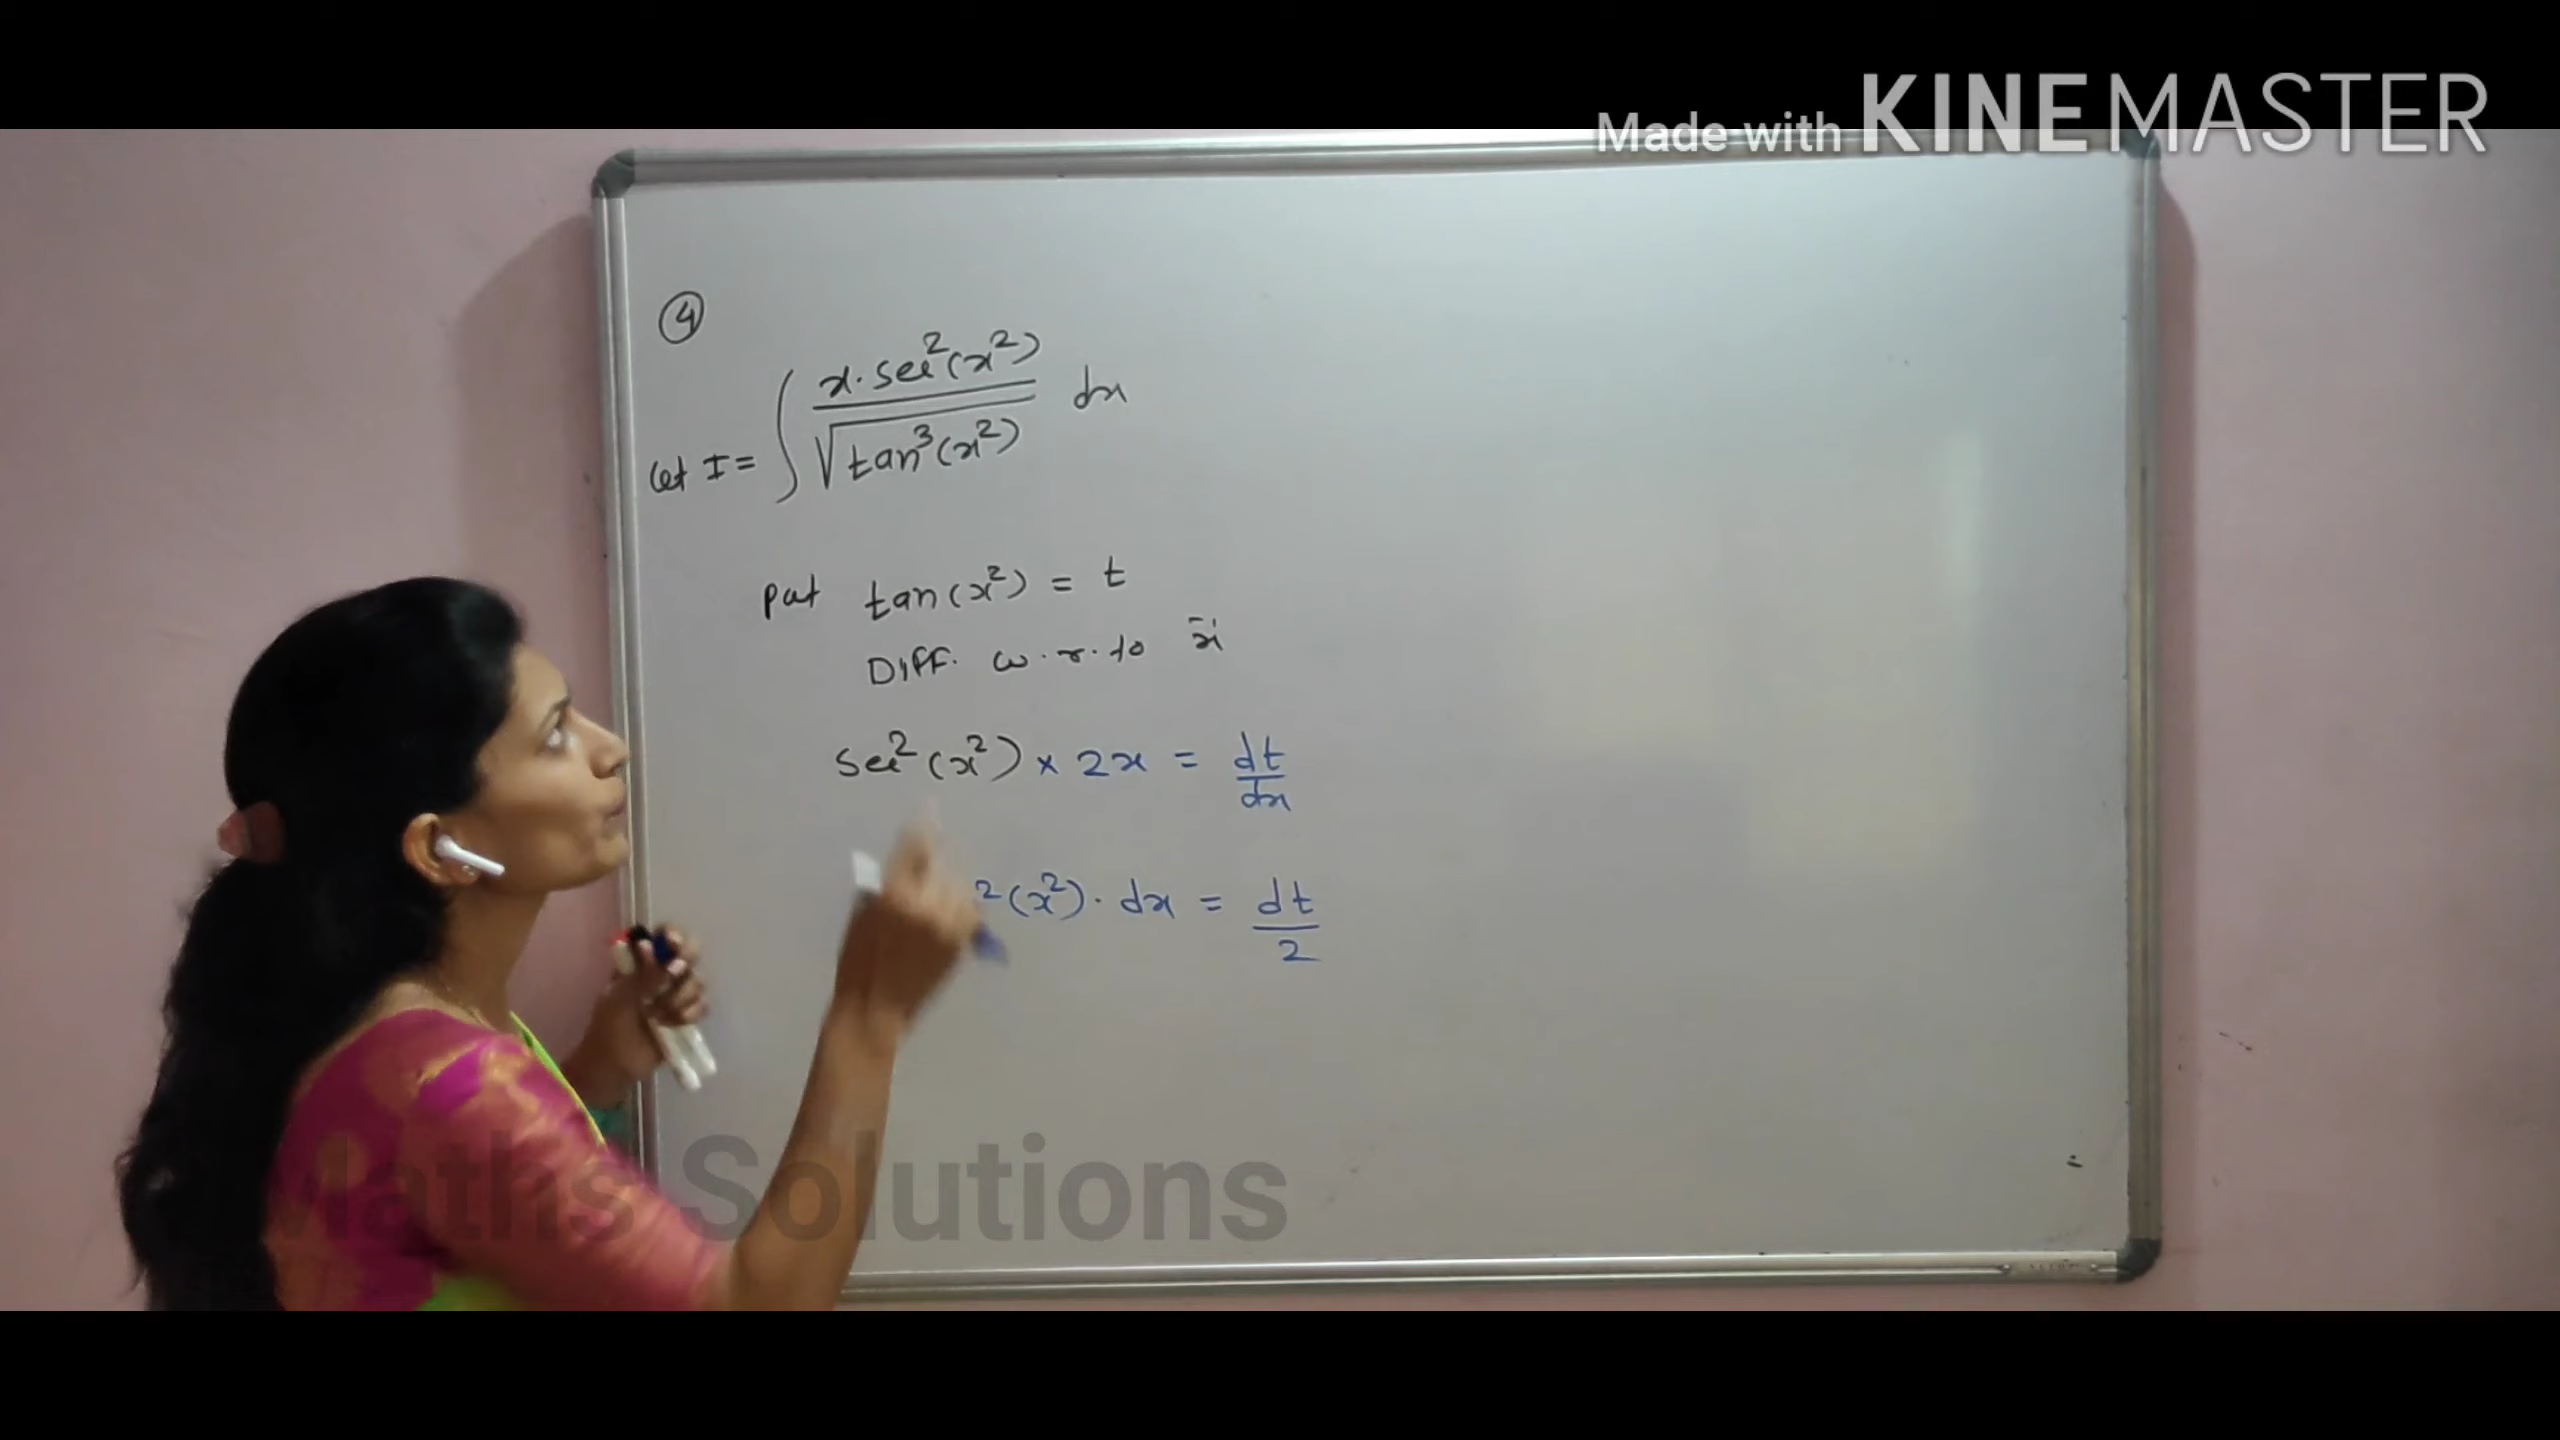 Made with KINEMASTER
4
let I = ∫ x·sec²(x²) / √tan³(x²) dx
put tan(x²) = t
Diff. w.r.to x
sec²(x²) × 2x = dt/dx
²(x²)·dx = dt/2
Maths Solutions